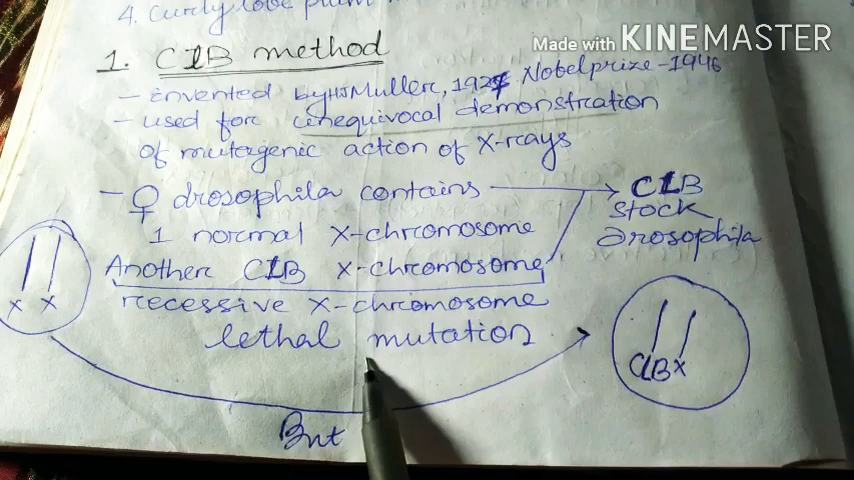 4. Curly lobe plum
Made with KINEMASTER
1. ClB method
- invented by HJ Muller, 1927 Nobel prize - 1946
- used for unequivocal demonstration
of mutagenic action of X-rays
- ♀ drosophila contains → ClB
stock
drosophila
1 normal X-chromosome
Another ClB X-chromosome
recessive X-chromosome
lethal mutation
X X
ClB X
But